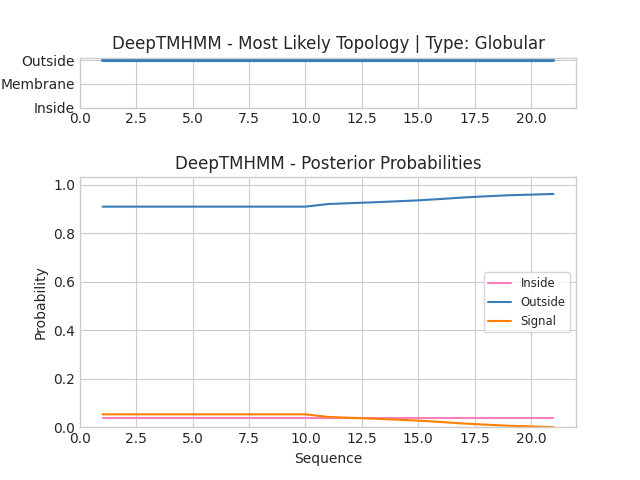 DeepTMHMM - Most Likely Topology | Type: Globular
Outside
Membrane
Inside
0.0 2.5 5.0 7.5 10.0 12.5 15.0 17.5 20.0
DeepTMHMM - Posterior Probabilities
1.0
0.8
0.6
0.4
0.2
0.0
Probability
Inside
Outside
Signal
0.0 2.5 5.0 7.5 10.0 12.5 15.0 17.5 20.0
Sequence